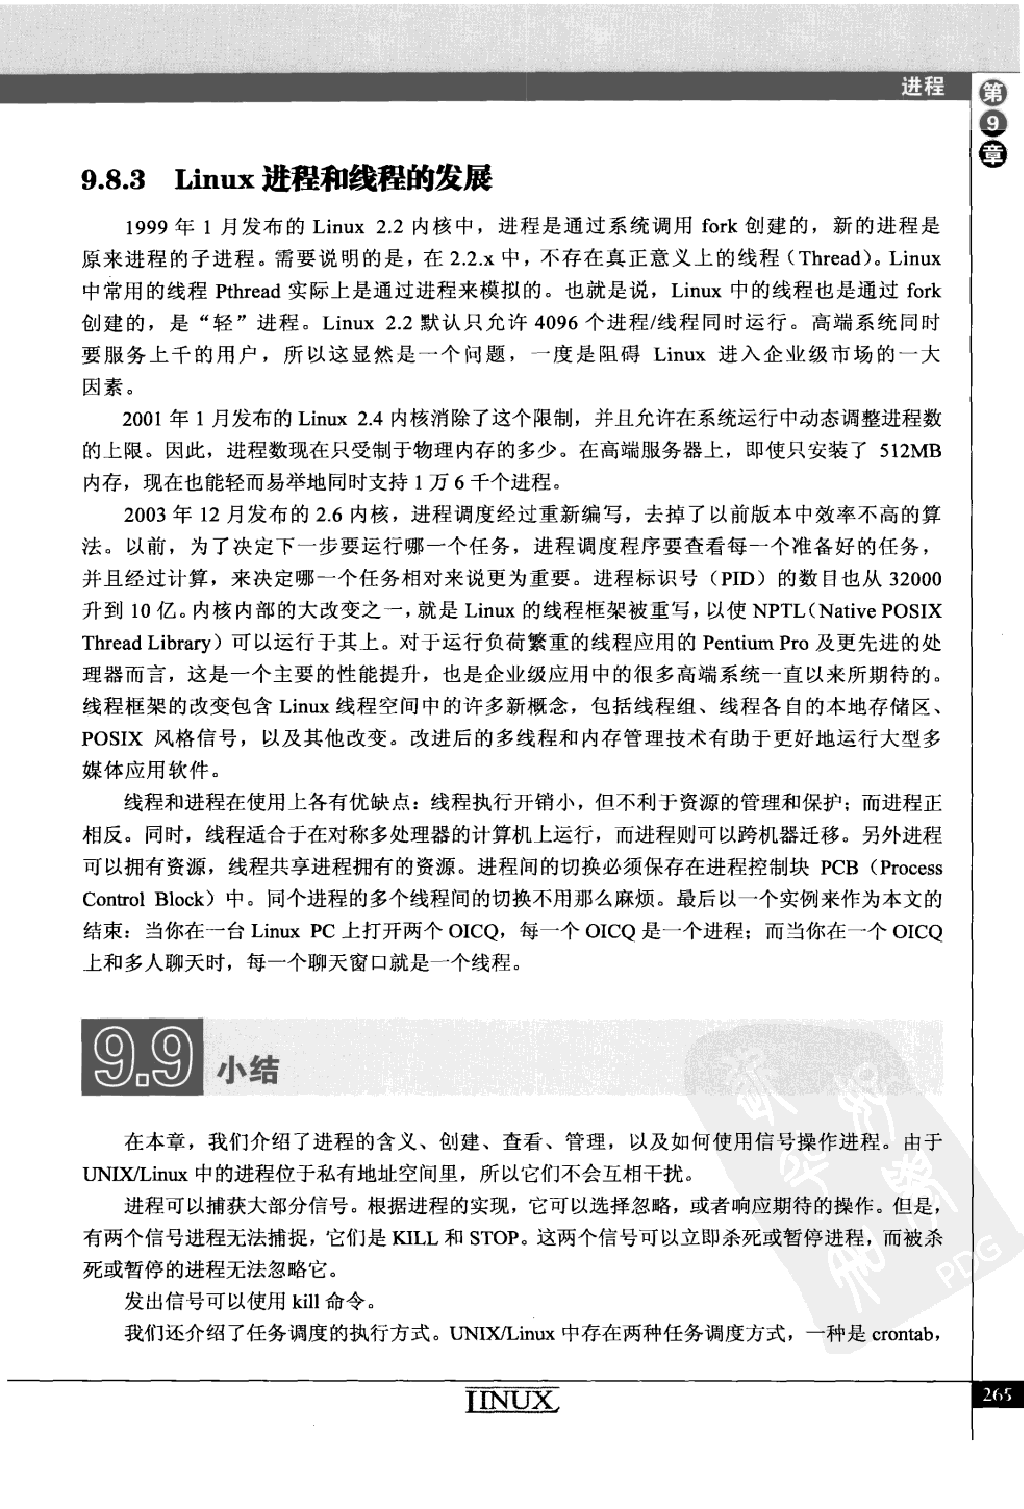 进程
第
9
章
9.8.3 Linux 进程和线程的发展
1999 年 1 月发布的 Linux 2.2 内核中，进程是通过系统调用 fork 创建的，新的进程是
原来进程的子进程。需要说明的是，在 2.2.x 中，不存在真正意义上的线程（Thread）。Linux
中常用的线程 Pthread 实际上是通过进程来模拟的。也就是说，Linux 中的线程也是通过 fork
创建的，是“轻”进程。Linux 2.2 默认只允许 4096 个进程/线程同时运行。高端系统同时
要服务上千的用户，所以这显然是一个问题，一度是阻碍 Linux 进入企业级市场的一大
因素。
2001 年 1 月发布的 Linux 2.4 内核消除了这个限制，并且允许在系统运行中动态调整进程数
的上限。因此，进程数现在只受制于物理内存的多少。在高端服务器上，即使只安装了 512MB
内存，现在也能轻而易举地同时支持 1 万 6 千个进程。
2003 年 12 月发布的 2.6 内核，进程调度经过重新编写，去掉了以前版本中效率不高的算
法。以前，为了决定下一步要运行哪一个任务，进程调度程序要查看每一个准备好的任务，
并且经过计算，来决定哪一个任务相对来说更为重要。进程标识号（PID）的数目也从 32000
升到 10 亿。内核内部的大改变之一，就是 Linux 的线程框架被重写，以使 NPTL（Native POSIX
Thread Library）可以运行于其上。对于运行负荷繁重的线程应用的 Pentium Pro 及更先进的处
理器而言，这是一个主要的性能提升，也是企业级应用中的很多高端系统一直以来所期待的。
线程框架的改变包含 Linux 线程空间中的许多新概念，包括线程组、线程各自的本地存储区、
POSIX 风格信号，以及其他改变。改进后的多线程和内存管理技术有助于更好地运行大型多
媒体应用软件。
线程和进程在使用上各有优缺点：线程执行开销小，但不利于资源的管理和保护；而进程正
相反。同时，线程适合于在对称多处理器的计算机上运行，而进程则可以跨机器迁移。另外进程
可以拥有资源，线程共享进程拥有的资源。进程间的切换必须保存在进程控制块 PCB（Process
Control Block）中。同个进程的多个线程间的切换不用那么麻烦。最后以一个实例来作为本文的
结束：当你在一台 Linux PC 上打开两个 OICQ，每一个 OICQ 是一个进程；而当你在一个 OICQ
上和多人聊天时，每一个聊天窗口就是一个线程。
9.9 小结
在本章，我们介绍了进程的含义、创建、查看、管理，以及如何使用信号操作进程。由于
UNIX/Linux 中的进程位于私有地址空间里，所以它们不会互相干扰。
进程可以捕获大部分信号。根据进程的实现，它可以选择忽略，或者响应期待的操作。但是，
有两个信号进程无法捕捉，它们是 KILL 和 STOP。这两个信号可以立即杀死或暂停进程，而被杀
死或暂停的进程无法忽略它。
PDG
发出信号可以使用 kill 命令。
我们还介绍了任务调度的执行方式。UNIX/Linux 中存在两种任务调度方式，一种是 crontab，
LINUX
265